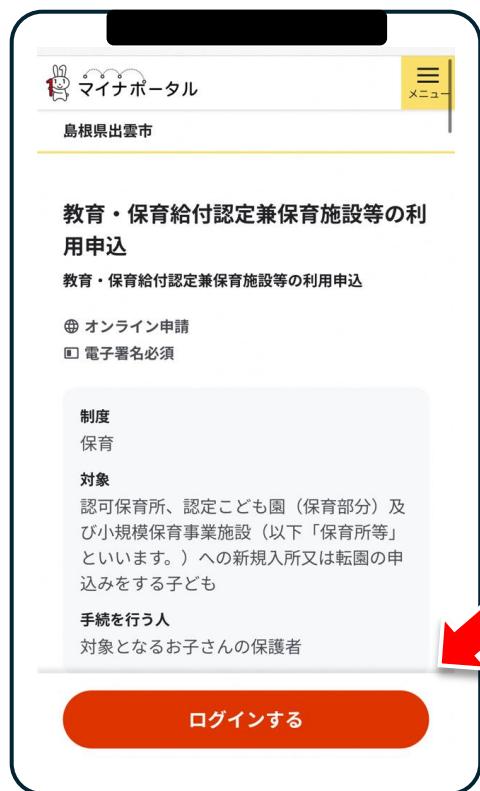 マイナポータル
メニュー
島根県出雲市
教育・保育給付認定兼保育施設等の利
用申込
教育・保育給付認定兼保育施設等の利用申込
オンライン申請
電子署名必須
制度
保育
対象
認可保育所、認定こども園（保育部分）及
び小規模保育事業施設（以下「保育所等」
といいます。）への新規入所又は転園の申
込みをする子ども
手続を行う人
対象となるお子さんの保護者
ログインする